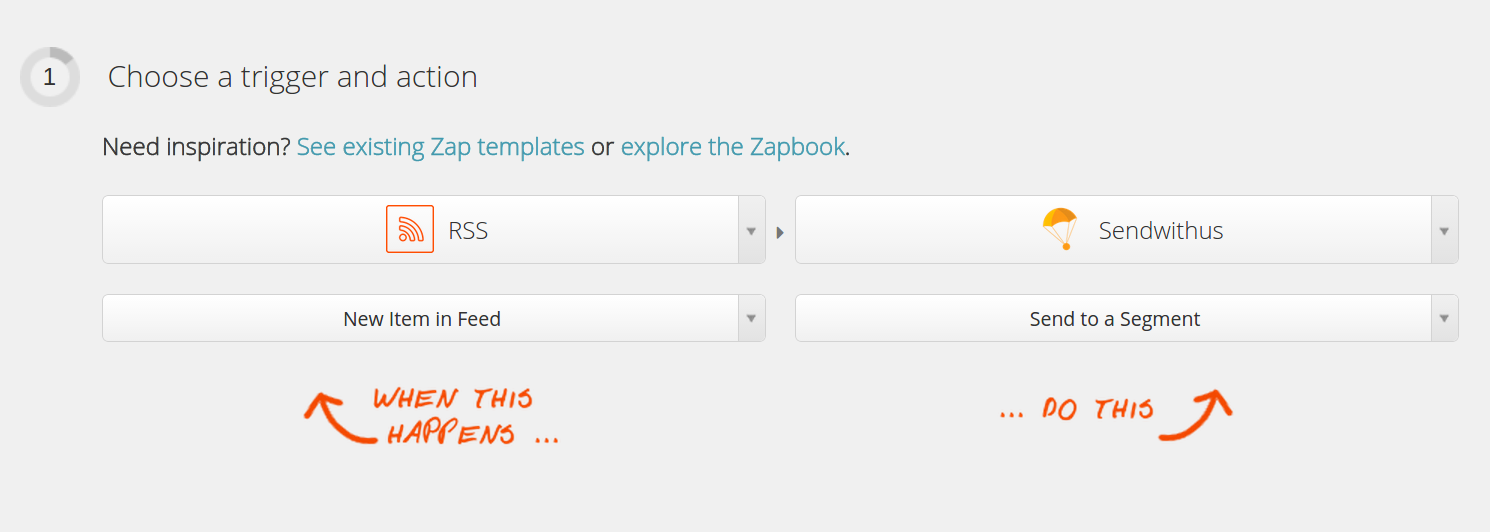 1 Choose a trigger and action
Need inspiration? See existing Zap templates or explore the Zapbook.
RSS
Sendwithus
New Item in Feed
Send to a Segment
WHEN THIS
HAPPENS ...
... DO THIS